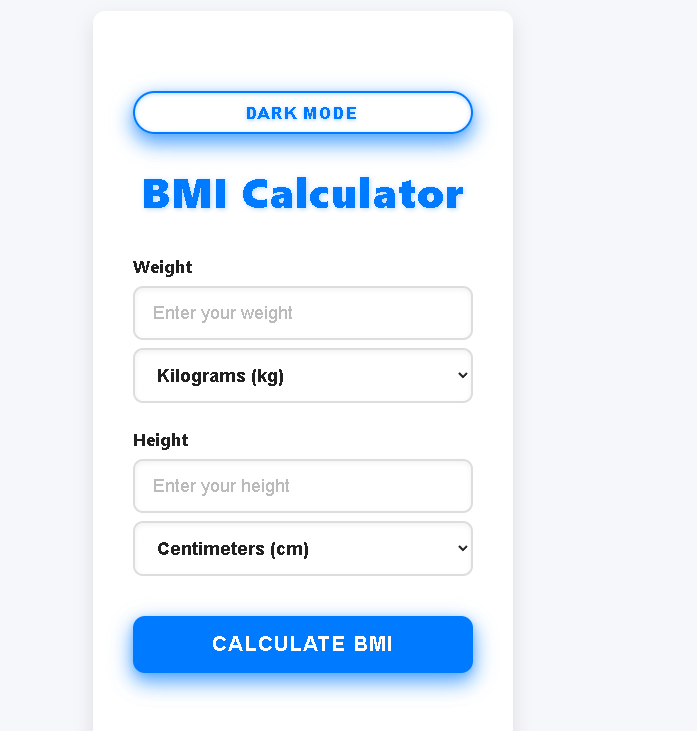 DARK MODE
BMI Calculator
Weight
Enter your weight
Kilograms (kg)
Height
Enter your height
Centimeters (cm)
CALCULATE BMI